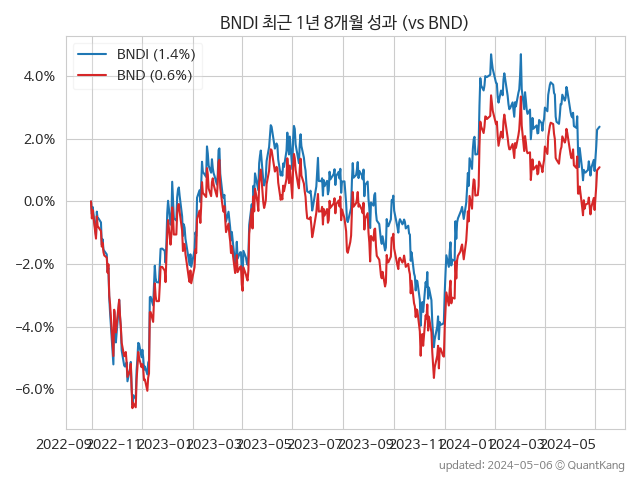 BNDI 최근 1년 8개월 성과 (vs BND)
BNDI (1.4%)
BND (0.6%)
4.0%
2.0%
0.0%
−2.0%
−4.0%
−6.0%
2022-09 2022-11 2023-01 2023-03 2023-05 2023-07 2023-09 2023-11 2024-01 2024-03 2024-05
updated: 2024-05-06 © QuantKang